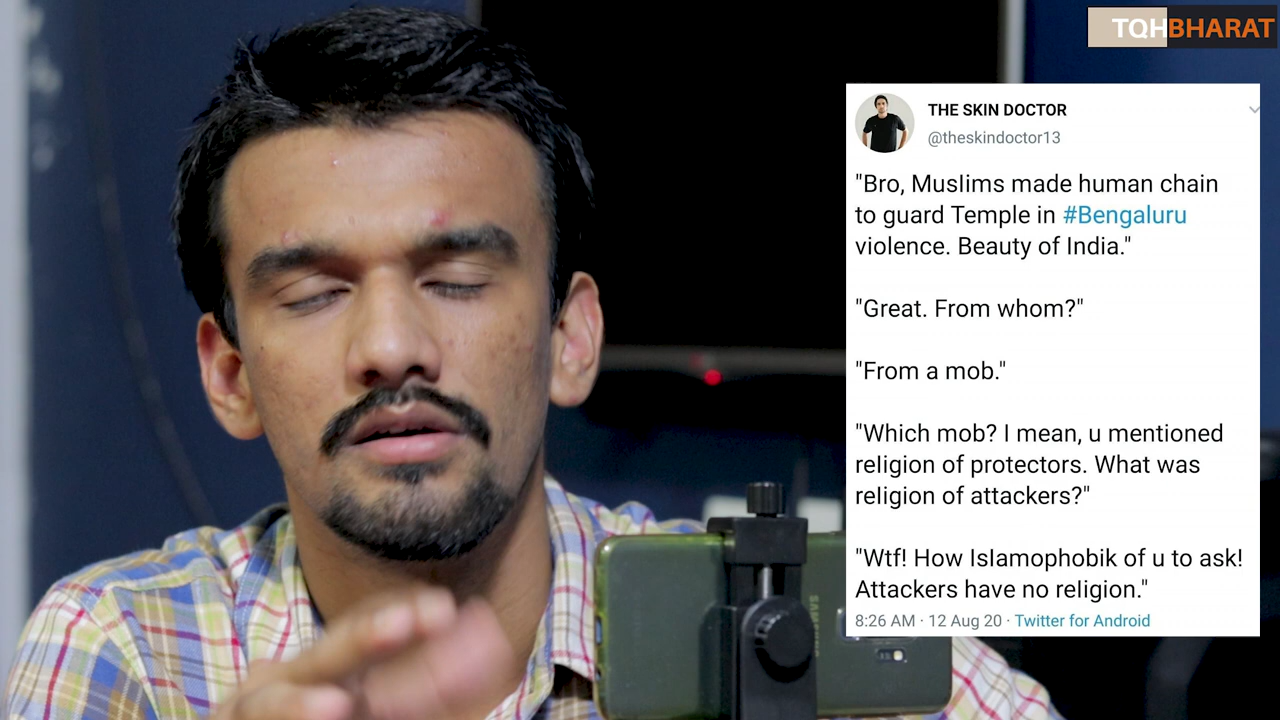 TQHBHARAT
THE SKIN DOCTOR
@theskindoctor13
"Bro, Muslims made human chain
to guard Temple in #Bengaluru
violence. Beauty of India."
"Great. From whom?"
"From a mob."
"Which mob? I mean, u mentioned
religion of protectors. What was
religion of attackers?"
"Wtf! How Islamophobik of u to ask!
Attackers have no religion."
8:26 AM · 12 Aug 20 · Twitter for Android
SAMSUNG